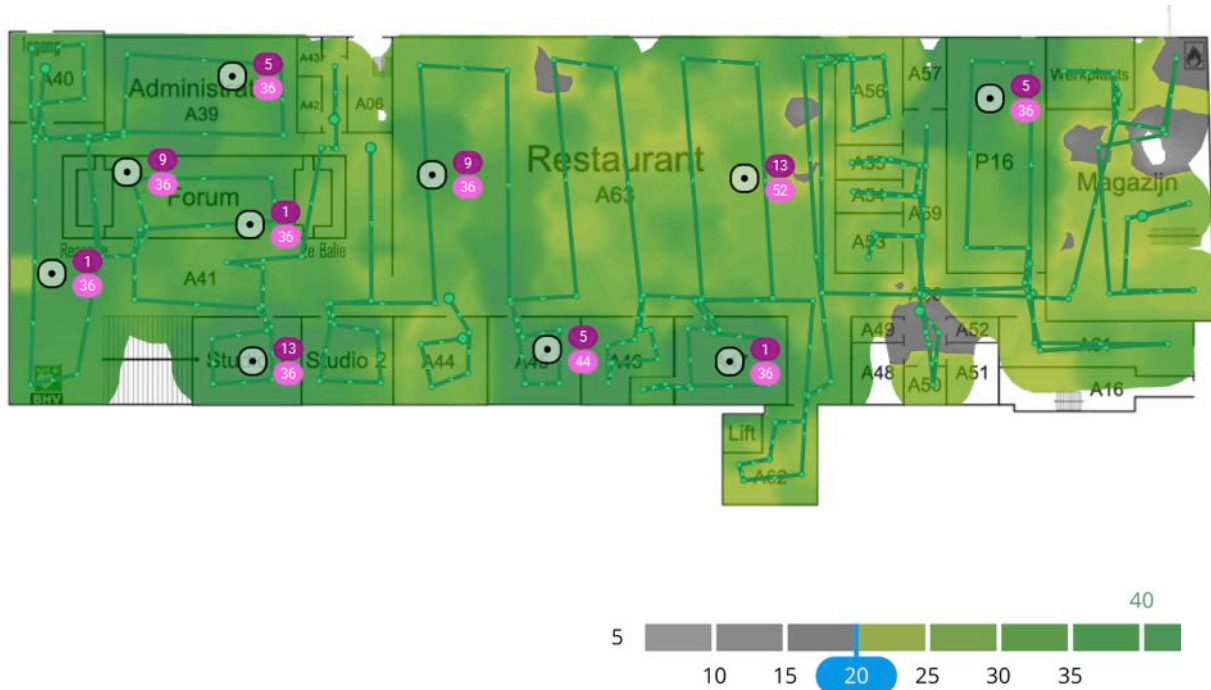 Ingang
A40
Administrat
A39
5
36
A43
A42
A06
9
36
Forum
1
36
Receptie
2e Balie
A41
1
36
13
36
Studio 2
A44
9
36
Restaurant
A63
13
52
5
44
1
36
Lift
A62
A56
A57
A55
A54
A53
A59
A49
A52
A48
A50
A51
5
36
P16
Werkplaats
Magazijn
A61
A16
BHV
40
5
10
15
20
25
30
35